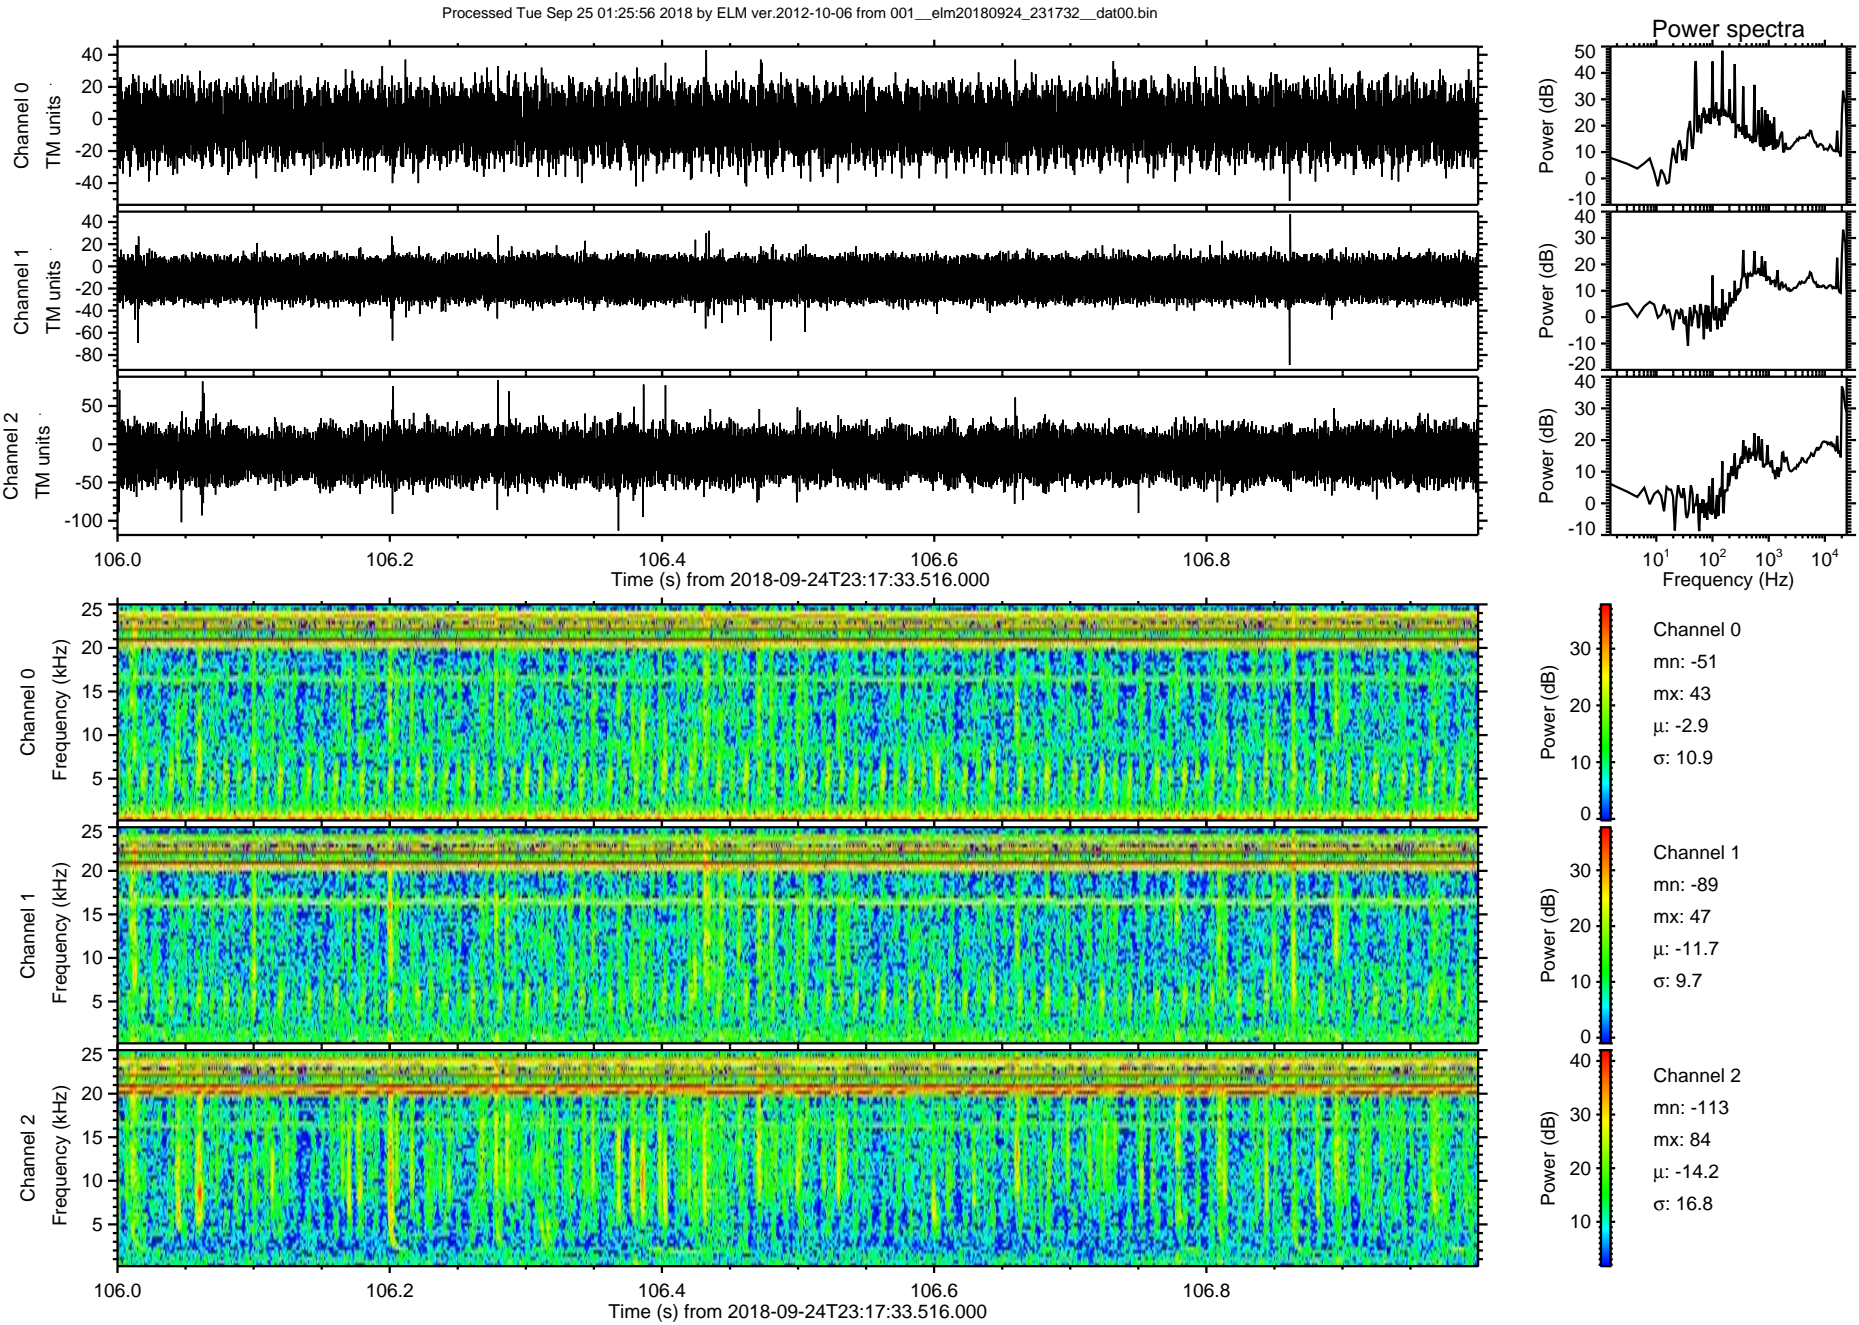 Processed Tue Sep 25 01:25:56 2018 by ELM ver.2012-10-06 from 001__elm20180924_231732__dat00.bin
Power spectra
Channel 0
TM units
40
20
0
-20
-40
Power (dB)
50
40
30
20
10
0
-10
Channel 1
TM units
40
20
0
-20
-40
-60
-80
Power (dB)
40
30
20
10
0
-10
-20
Channel 2
TM units
50
0
-50
-100
Power (dB)
40
30
20
10
0
-10
106.0 106.2 106.4 106.6 106.8
Time (s) from 2018-09-24T23:17:33.516.000
10¹ 10² 10³ 10⁴
Frequency (Hz)
Channel 0
Frequency (kHz)
25
20
15
10
5
Power (dB)
30
20
10
0
Channel 0
mn: -51
mx: 43
μ: -2.9
σ: 10.9
Channel 1
Frequency (kHz)
25
20
15
10
5
Power (dB)
30
20
10
0
Channel 1
mn: -89
mx: 47
μ: -11.7
σ: 9.7
Channel 2
Frequency (kHz)
25
20
15
10
5
Power (dB)
40
30
20
10
Channel 2
mn: -113
mx: 84
μ: -14.2
σ: 16.8
106.0 106.2 106.4 106.6 106.8
Time (s) from 2018-09-24T23:17:33.516.000